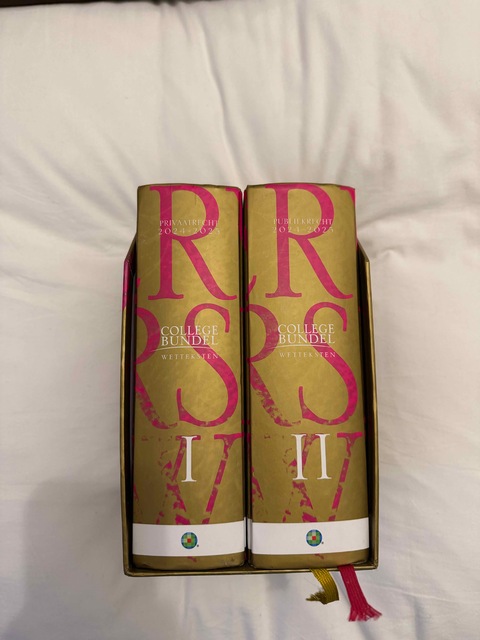 PRIVAATRECHT
2024-2025
COLLEGE
BUNDEL
WETTEKSTEN
I
PUBLIEKRECHT
2024-2025
COLLEGE
BUNDEL
WETTEKSTEN
II